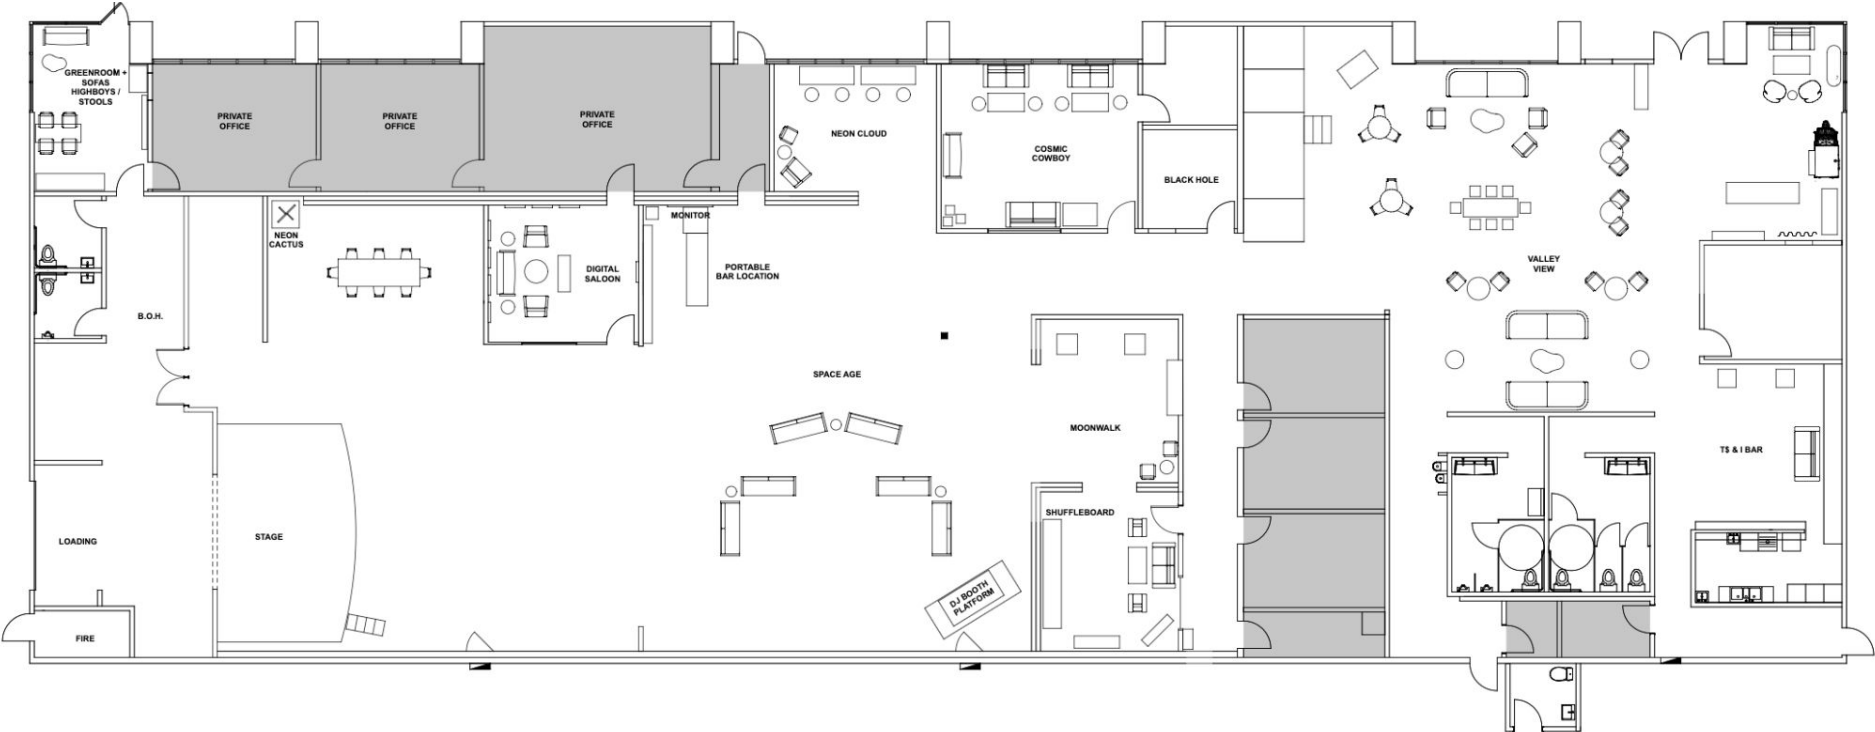 GREENROOM +
SOFAS
HIGHBOYS /
STOOLS
PRIVATE
OFFICE
PRIVATE
OFFICE
PRIVATE
OFFICE
NEON CLOUD
COSMIC
COWBOY
BLACK HOLE
NEON
CACTUS
MONITOR
DIGITAL
SALOON
PORTABLE
BAR LOCATION
VALLEY
VIEW
B.O.H.
SPACE AGE
MOONWALK
T$ & I BAR
SHUFFLEBOARD
LOADING
STAGE
DJ BOOTH
PLATFORM
FIRE